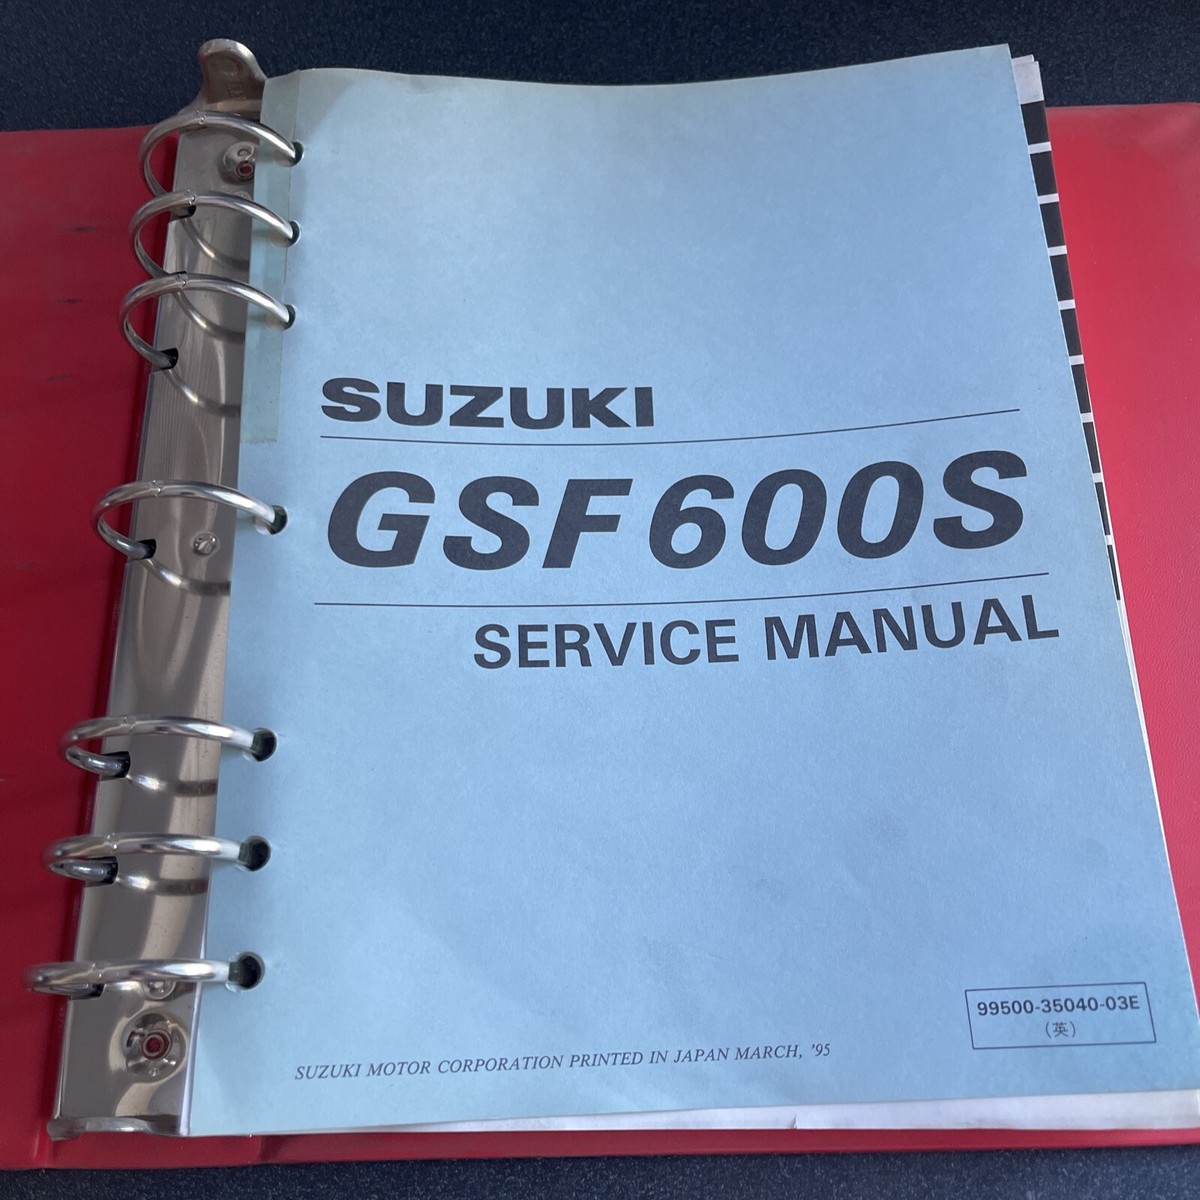 SUZUKI
GSF600S
SERVICE MANUAL
99500-35040-03E
(英)
SUZUKI MOTOR CORPORATION PRINTED IN JAPAN MARCH, '95